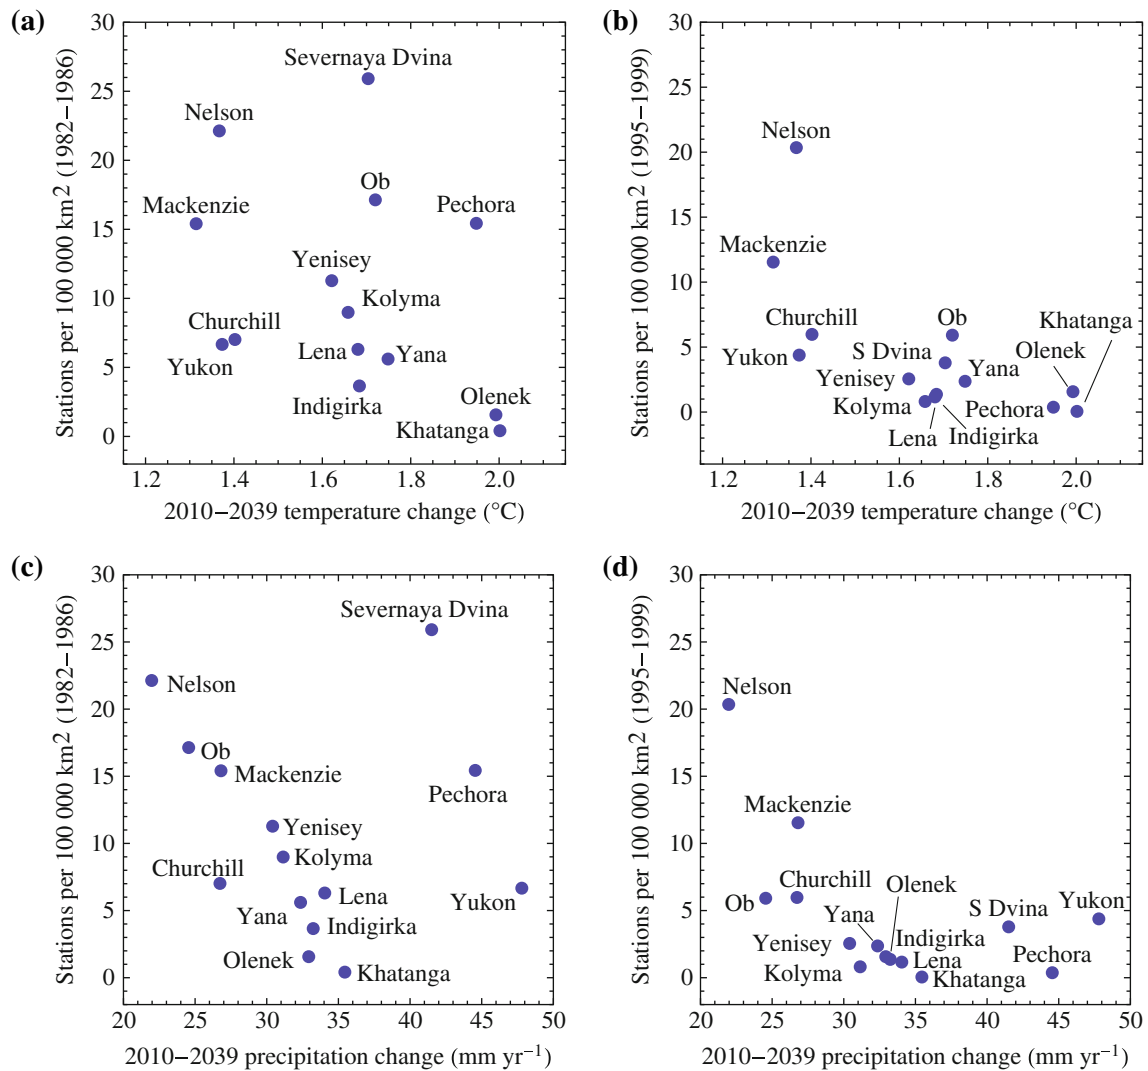 (a)
30
25
20
15
10
5
0
Stations per 100 000 km2 (1982−1986)
Severnaya Dvina
Nelson
Ob
Mackenzie
Pechora
Yenisey
Kolyma
Churchill
Lena
Yana
Yukon
Indigirka
Olenek
Khatanga
1.2 1.4 1.6 1.8 2.0
2010−2039 temperature change (°C)
(b)
30
25
20
15
10
5
0
Stations per 100 000 km2 (1995−1999)
Nelson
Mackenzie
Khatanga
Churchill
Ob
Olenek
Yukon
S Dvina
Yana
Yenisey
Kolyma
Pechora
Lena
Indigirka
1.2 1.4 1.6 1.8 2.0
2010−2039 temperature change (°C)
(c)
30
25
20
15
10
5
0
Stations per 100 000 km2 (1982−1986)
Severnaya Dvina
Nelson
Ob
Mackenzie
Pechora
Yenisey
Kolyma
Churchill
Lena
Yukon
Yana
Indigirka
Olenek
Khatanga
20 25 30 35 40 45 50
2010−2039 precipitation change (mm yr−1)
(d)
30
25
20
15
10
5
0
Stations per 100 000 km2 (1995−1999)
Nelson
Mackenzie
Churchill
Olenek
Ob
Yana
S Dvina
Yukon
Yenisey
Indigirka
Kolyma
Lena
Pechora
Khatanga
20 25 30 35 40 45 50
2010−2039 precipitation change (mm yr−1)